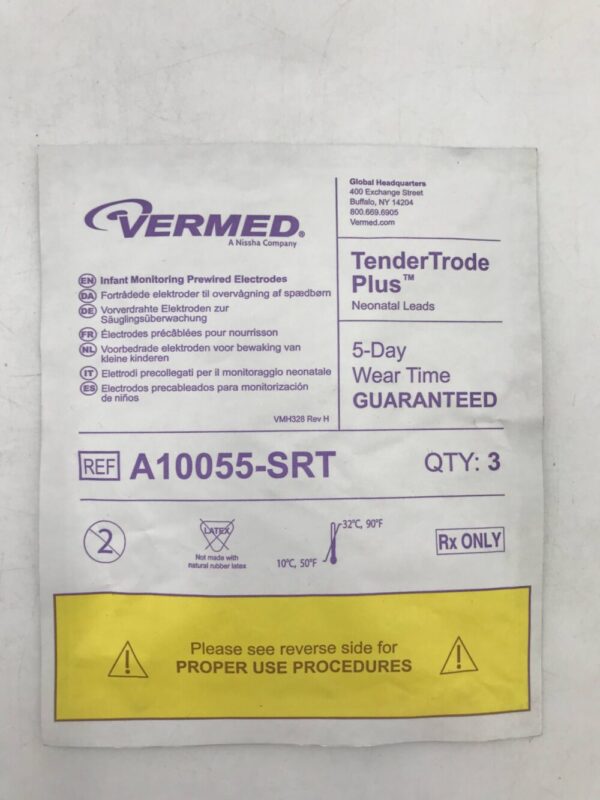 VERMED®
A Nissha Company
EN Infant Monitoring Prewired Electrodes
DA Fortrådede elektroder til overvågning af spædbørn
DE Vorverdrahte Elektroden zur
Säuglingsüberwachung
FR Électrodes précâblées pour nourrisson
NL Voorbedrade elektroden voor bewaking van
kleine kinderen
IT Elettrodi precollegati per il monitoraggio neonatale
ES Electrodos precableados para monitorización
de niños
VMH328 Rev H
Global Headquarters
400 Exchange Street
Buffalo, NY 14204
800.669.6905
Vermed.com
TenderTrode
Plus™
Neonatal Leads
5-Day
Wear Time
GUARANTEED
REF A10055-SRT
QTY: 3
2
LATEX
Not made with
natural rubber latex
32°C, 90°F
10°C, 50°F
Rx ONLY
Please see reverse side for
PROPER USE PROCEDURES